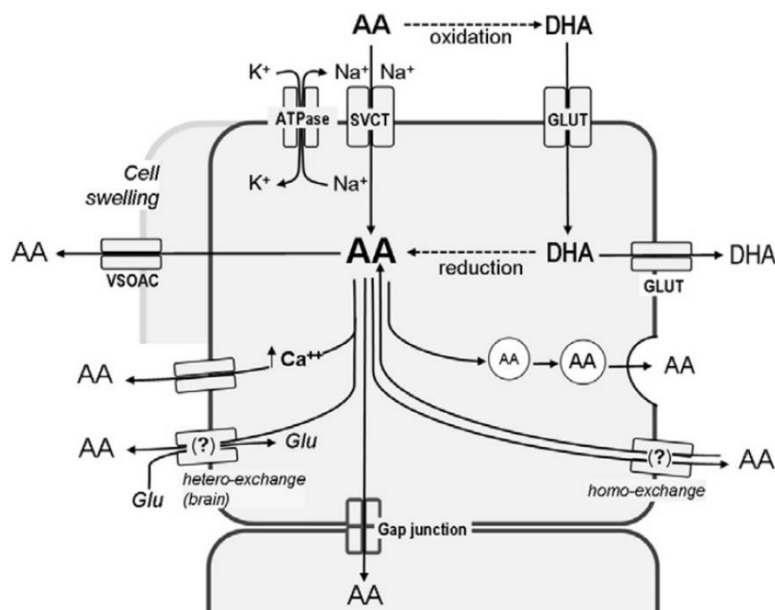 AA oxidation DHA
K⁺ Na⁺ Na⁺
ATPase SVCT GLUT
K⁺ Na⁺
Cell
swelling
AA VSOAC AA reduction DHA GLUT DHA
AA Ca⁺⁺ AA AA AA
AA (?) Glu (?) AA
Glu
hetero-exchange
(brain)
homo-exchange
Gap junction
AA